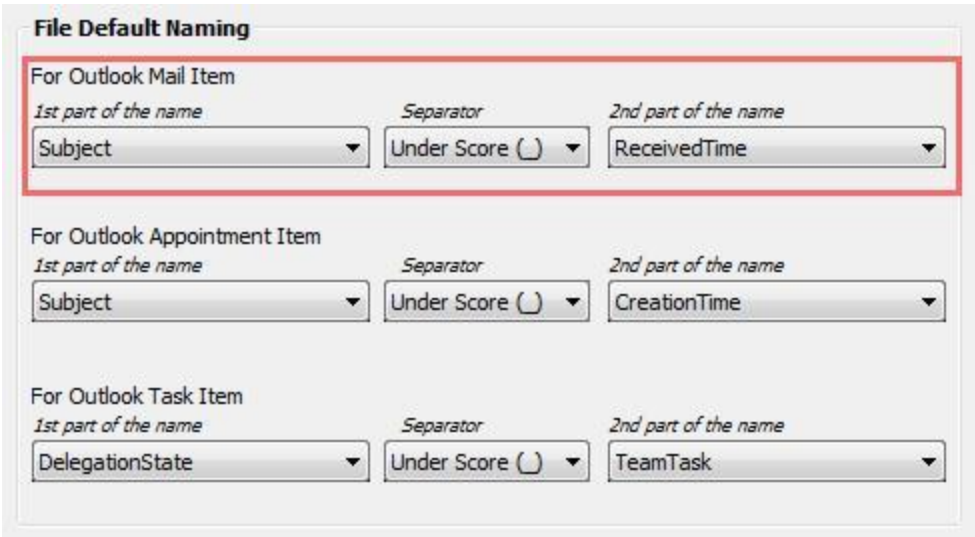 File Default Naming
For Outlook Mail Item
1st part of the name Separator 2nd part of the name
Subject Under Score (_) ReceivedTime
For Outlook Appointment Item
1st part of the name Separator 2nd part of the name
Subject Under Score (_) CreationTime
For Outlook Task Item
1st part of the name Separator 2nd part of the name
DelegationState Under Score (_) TeamTask